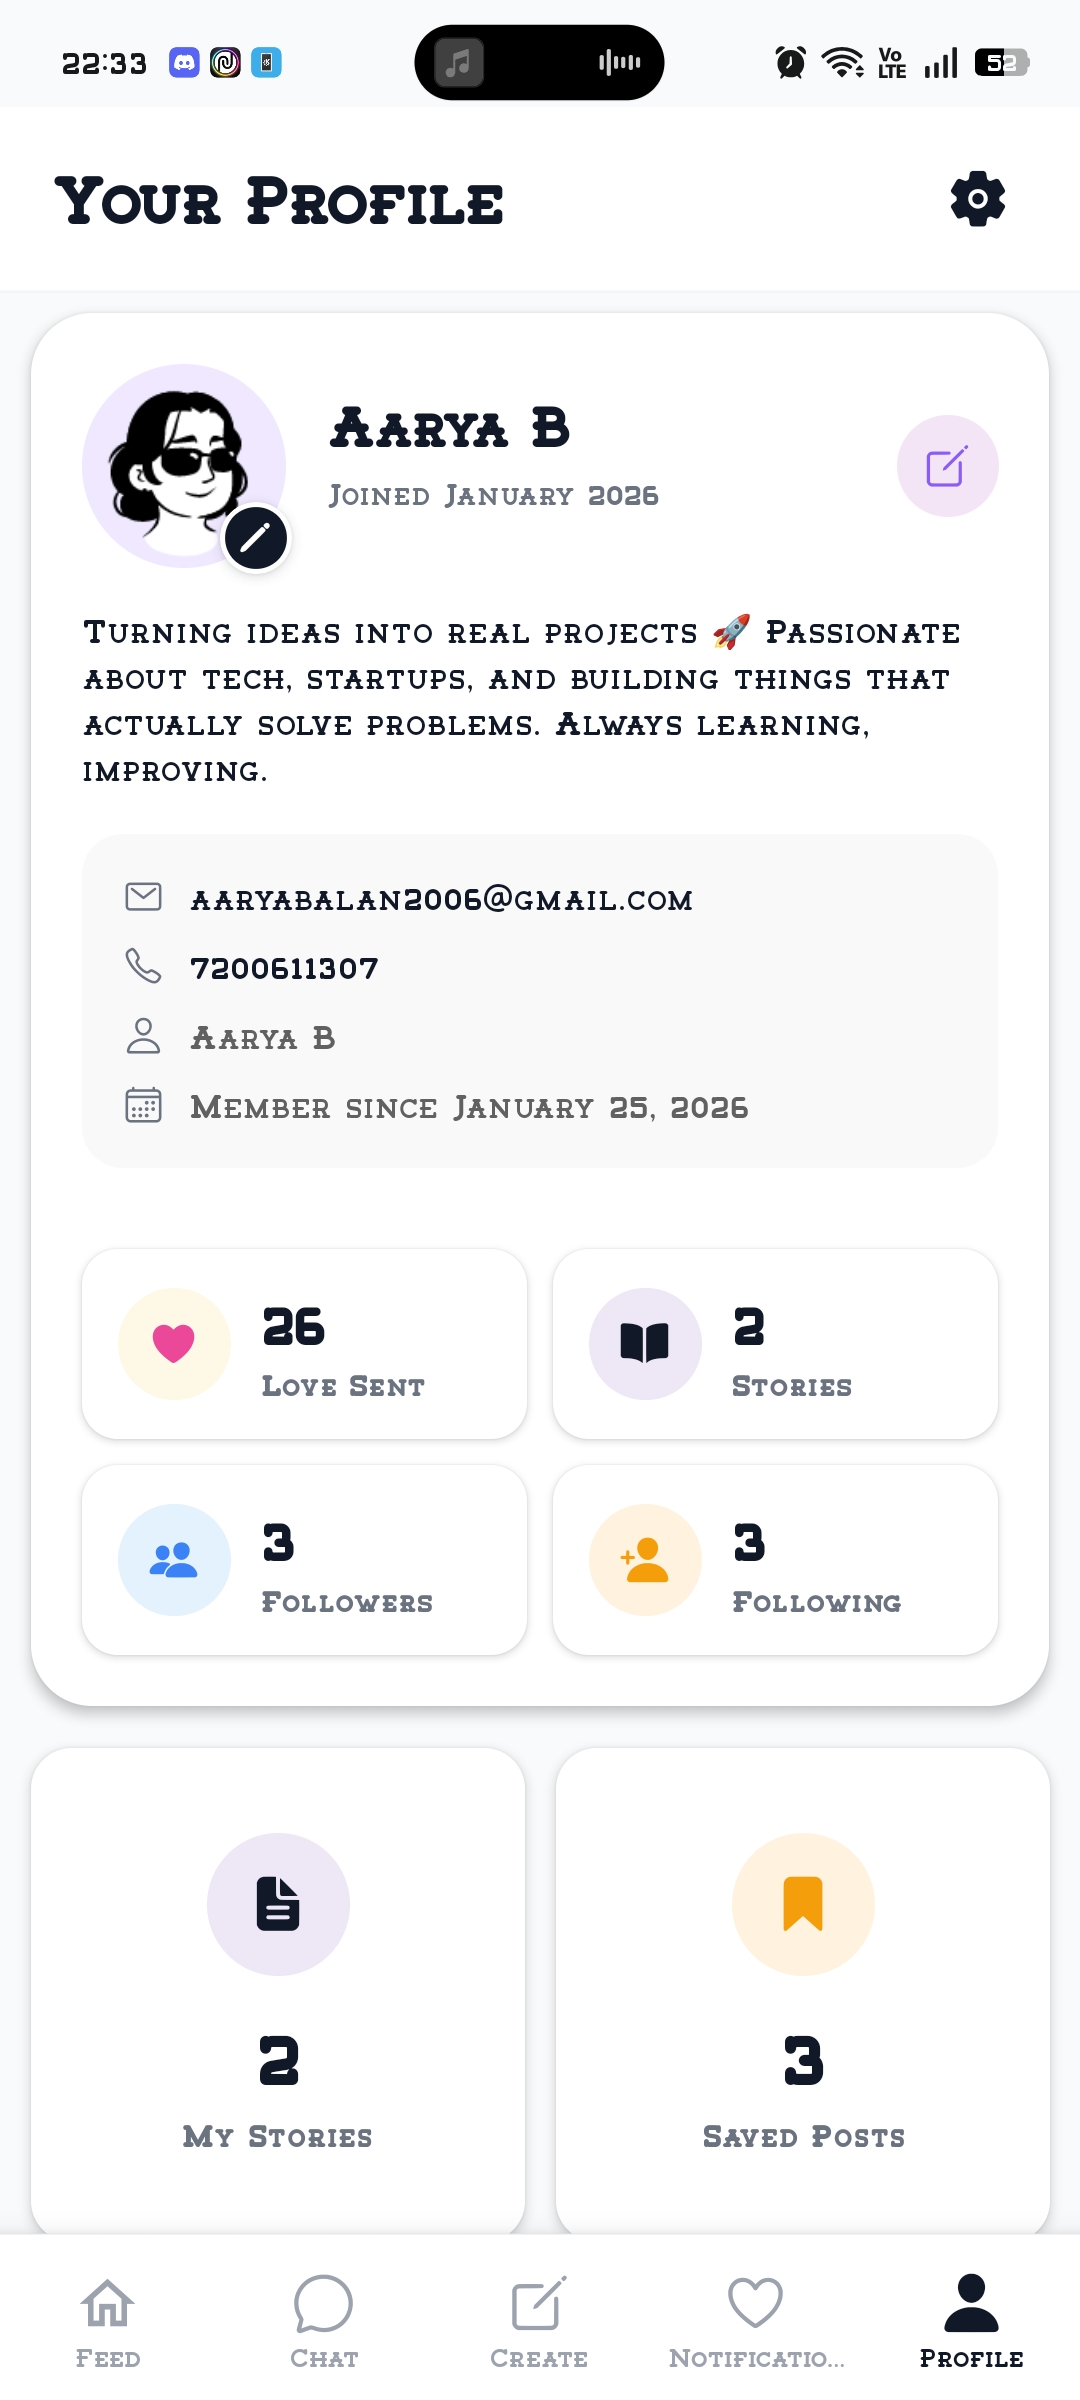 22:33
Vo
LTE
52
Your Profile
Aarya B
Joined January 2026
Turning ideas into real projects 🚀 Passionate
about tech, startups, and building things that
actually solve problems. Always learning,
improving.
aaryabalan2006@gmail.com
7200611307
Aarya B
Member since January 25, 2026
26
Love Sent
2
Stories
3
Followers
3
Following
2
My Stories
3
Saved Posts
Feed
Chat
Create
Notificatio...
Profile